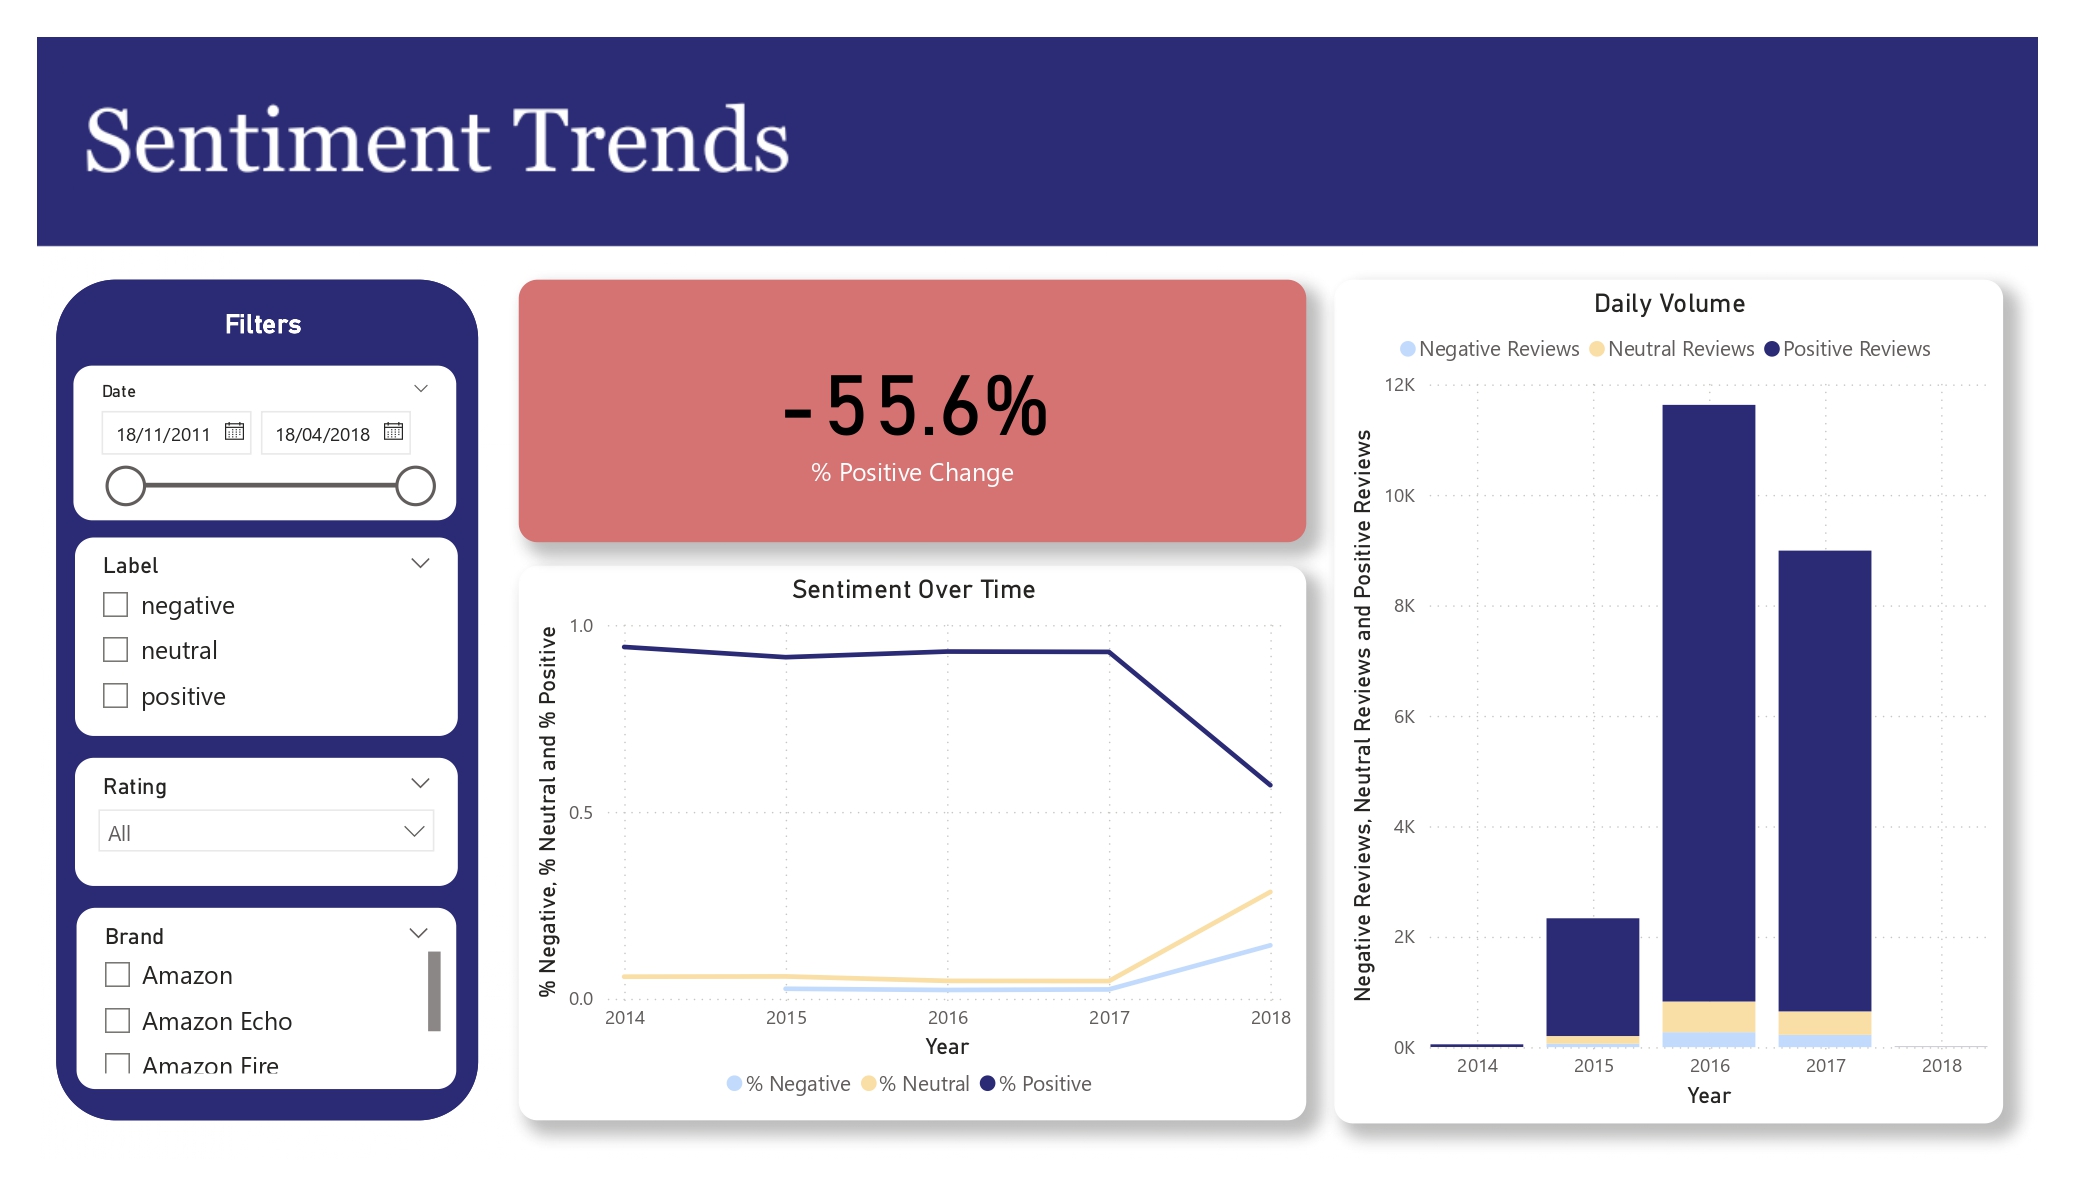 Sentiment Trends
Filters
Date
18/11/2011 18/04/2018
Label
negative
neutral
positive
Rating
All
Brand
Amazon
Amazon Echo
Amazon Fire
-55.6%
% Positive Change
Sentiment Over Time
% Negative, % Neutral and % Positive
1.0
0.5
0.0
2014 2015 2016 2017 2018
Year
% Negative % Neutral % Positive
Daily Volume
Negative Reviews Neutral Reviews Positive Reviews
Negative Reviews, Neutral Reviews and Positive Reviews
12K
10K
8K
6K
4K
2K
0K
2014 2015 2016 2017 2018
Year